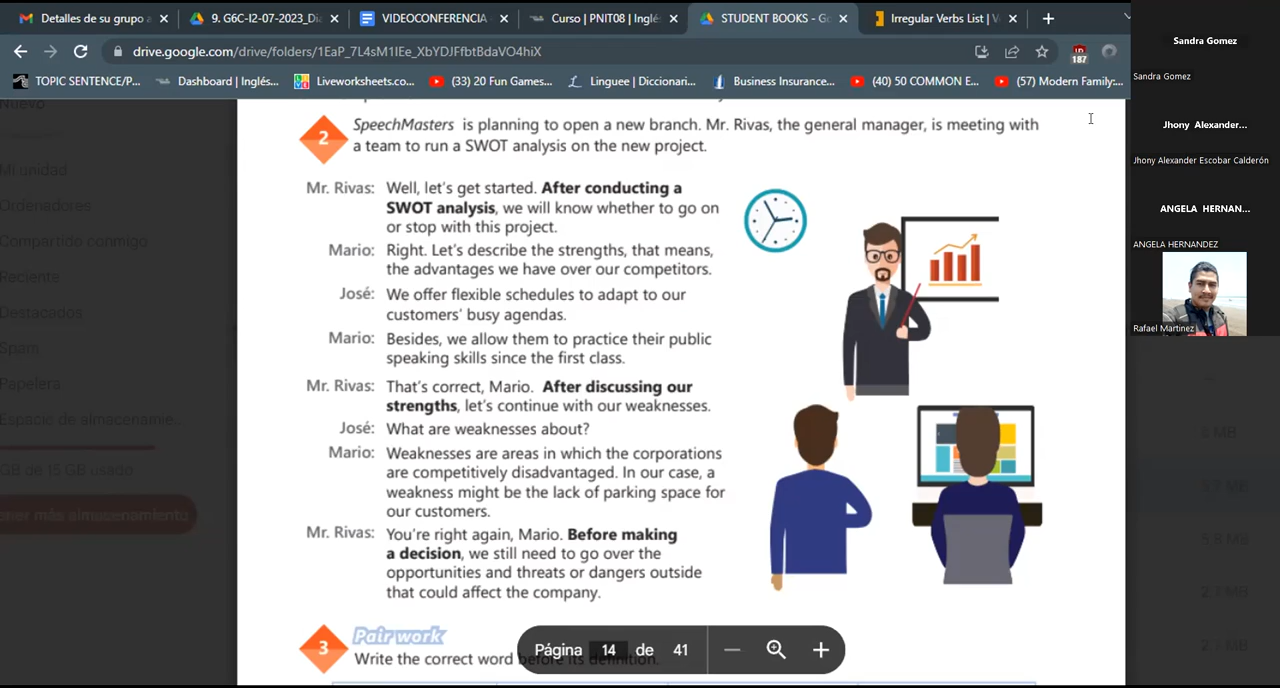 Detalles de su grupo a
9. G6C-I2-07-2023_Dia
VIDEOCONFERENCIA
Curso | PNIT08 | Inglé
STUDENT BOOKS - Go
Irregular Verbs List | V
drive.google.com/drive/folders/1EaP_7L4sM1IEe_XbYDJFfbtBdaVO4hiX
187
TOPIC SENTENCE/P...
Dashboard | Inglés...
Liveworksheets.co...
(33) 20 Fun Games...
Linguee | Diccionari...
Business Insurance...
(40) 50 COMMON E...
(57) Modern Family:...
Nuevo
Mi unidad
Ordenadores
Compartido conmigo
Reciente
Destacados
Spam
Papelera
Espacio de almacenamie...
GB de 15 GB usado
ener más almacenamiento
2
SpeechMasters is planning to open a new branch. Mr. Rivas, the general manager, is meeting with
a team to run a SWOT analysis on the new project.
Mr. Rivas: Well, let's get started. After conducting a
SWOT analysis, we will know whether to go on
or stop with this project.
Mario: Right. Let's describe the strengths, that means,
the advantages we have over our competitors.
José: We offer flexible schedules to adapt to our
customers' busy agendas.
Mario: Besides, we allow them to practice their public
speaking skills since the first class.
Mr. Rivas: That's correct, Mario. After discussing our
strengths, let's continue with our weaknesses.
José: What are weaknesses about?
Mario: Weaknesses are areas in which the corporations
are competitively disadvantaged. In our case, a
weakness might be the lack of parking space for
our customers.
Mr. Rivas: You're right again, Mario. Before making
a decision, we still need to go over the
opportunities and threats or dangers outside
that could affect the company.
3
Pair work
Write the correct word before its definition.
Página 14 de 41
Sandra Gomez
Sandra Gomez
Jhony Alexander...
Jhony Alexander Escobar Calderón
ANGELA HERNAN...
ANGELA HERNANDEZ
Rafael Martinez